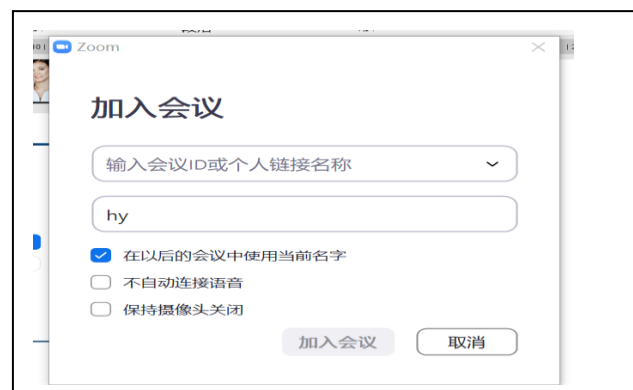 Zoom
加入会议
输入会议ID或个人链接名称
hy
在以后的会议中使用当前名字
不自动连接语音
保持摄像头关闭
加入会议 取消